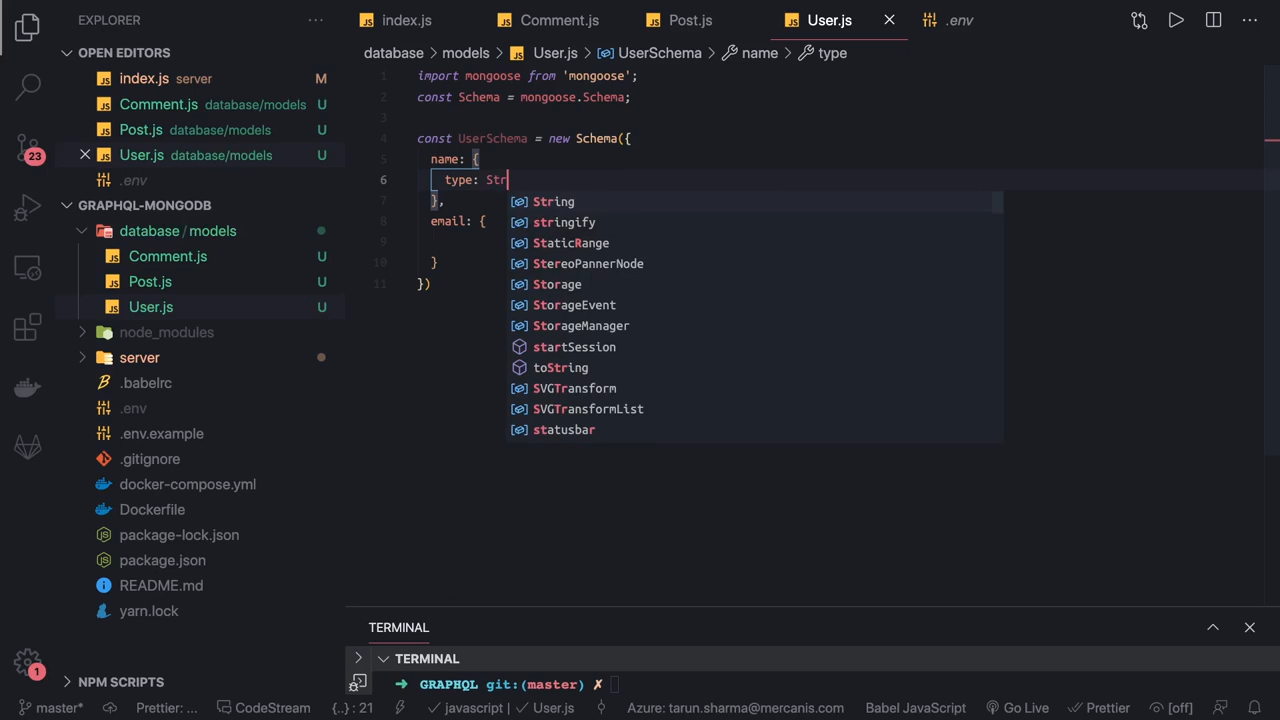 EXPLORER ···
OPEN EDITORS
index.js server M
Comment.js database/models U
Post.js database/models U
User.js database/models U
.env
GRAPHQL-MONGODB
database / models
Comment.js U
Post.js U
User.js U
node_modules
server
.babelrc
.env
.env.example
.gitignore
docker-compose.yml
Dockerfile
package-lock.json
package.json
README.md
yarn.lock
NPM SCRIPTS
23
1
index.js Comment.js Post.js User.js .env ···
database > models > User.js > UserSchema > name > type
1 import mongoose from 'mongoose';
2 const Schema = mongoose.Schema;
3
4 const UserSchema = new Schema({
5 name: {
6 type: Str
7 },
8 email: {
9
10 }
11 })
String
stringify
StaticRange
StereoPannerNode
Storage
StorageEvent
StorageManager
startSession
toString
SVGTransform
SVGTransformList
statusbar
TERMINAL
TERMINAL
➜ GRAPHQL git:(master) ✗
master* Prettier: ... CodeStream {..} : 21 ✓ javascript | ✓ User.js Azure: tarun.sharma@mercanis.com Babel JavaScript Go Live ✓ Prettier [off]